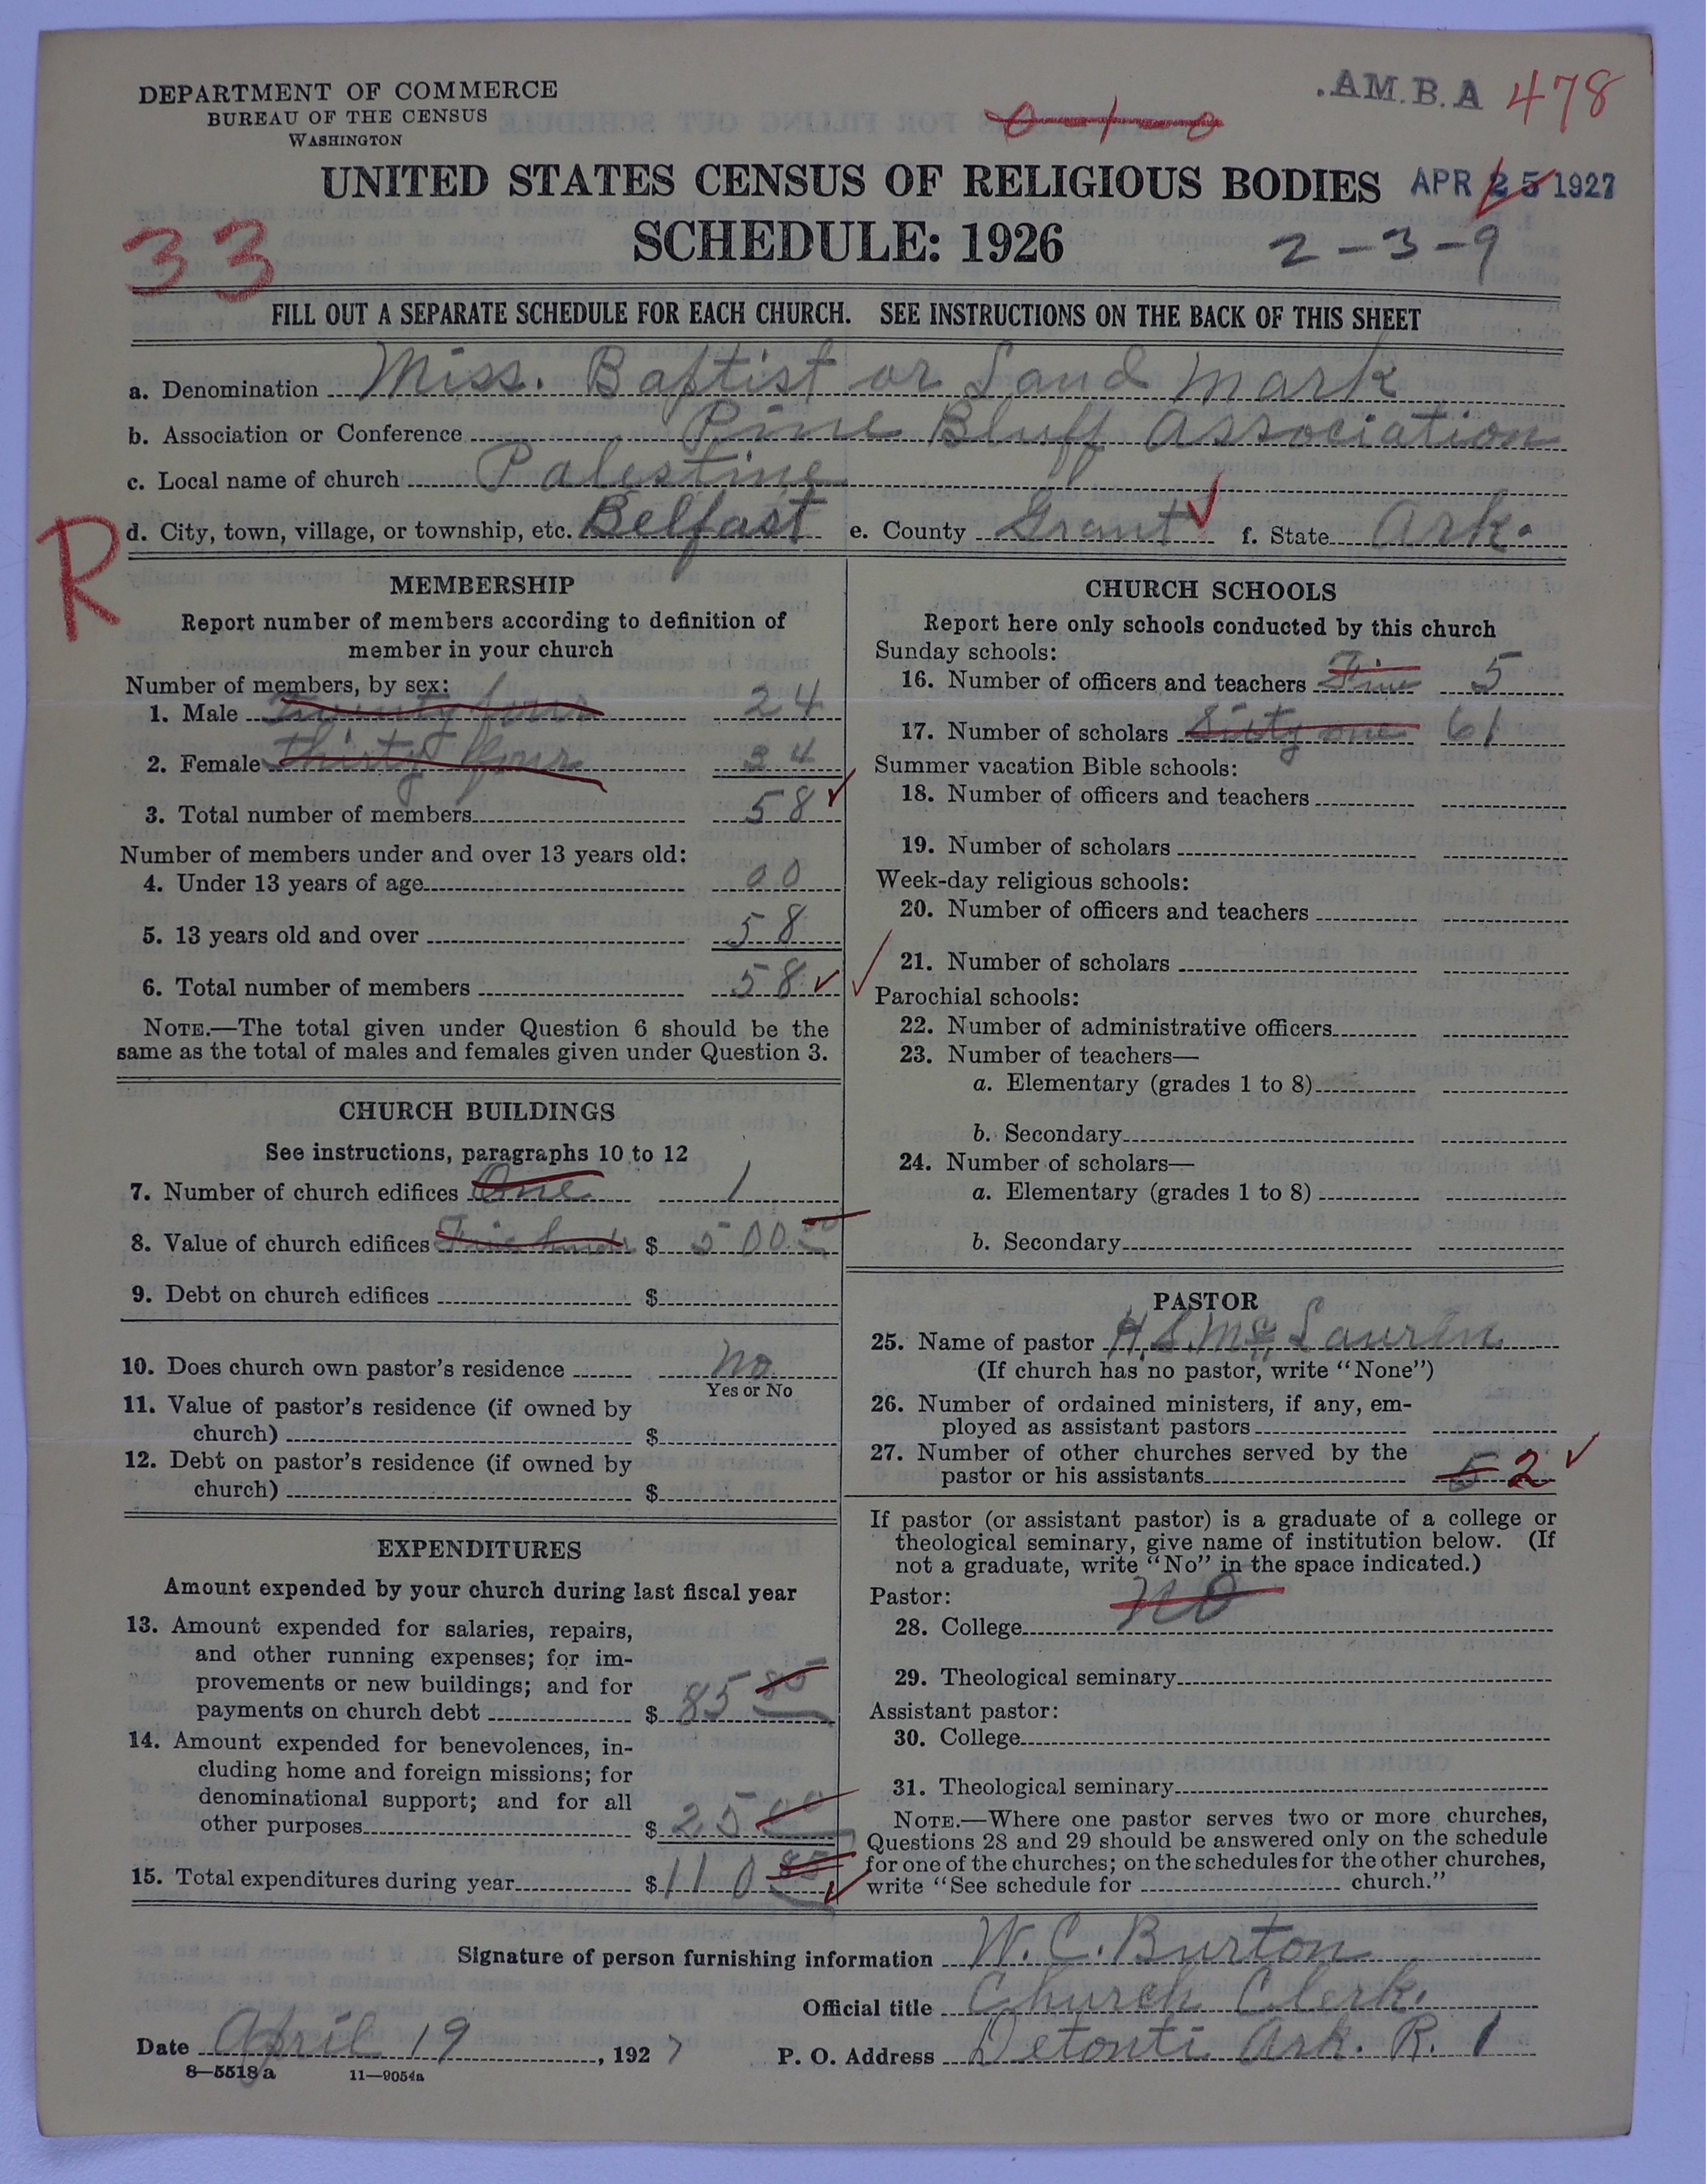 DEPARTMENT OF COMMERCE
BUREAU OF THE CENSUS
WASHINGTON
.AM.B.A 478
0-1-0
UNITED STATES CENSUS OF RELIGIOUS BODIES
APR 25 1927
SCHEDULE: 1926
2-3-9
33
FILL OUT A SEPARATE SCHEDULE FOR EACH CHURCH. SEE INSTRUCTIONS ON THE BACK OF THIS SHEET
a. Denomination Miss. Baptist or Land mark
b. Association or Conference Pine Bluff Association
c. Local name of church Palestine
R
d. City, town, village, or township, etc. Belfast e. County Grant f. State Ark.
MEMBERSHIP
Report number of members according to definition of
member in your church
Number of members, by sex:
1. Male Twenty four 24
2. Female Thirty four 34
3. Total number of members 58
Number of members under and over 13 years old:
4. Under 13 years of age 00
5. 13 years old and over 58
6. Total number of members 58
NOTE.—The total given under Question 6 should be the
same as the total of males and females given under Question 3.
CHURCH BUILDINGS
See instructions, paragraphs 10 to 12
7. Number of church edifices One 1
8. Value of church edifices $ 500.00
9. Debt on church edifices $
10. Does church own pastor's residence No
Yes or No
11. Value of pastor's residence (if owned by
church) $
12. Debt on pastor's residence (if owned by
church) $
EXPENDITURES
Amount expended by your church during last fiscal year
13. Amount expended for salaries, repairs,
and other running expenses; for im-
provements or new buildings; and for
payments on church debt $ 85 85
14. Amount expended for benevolences, in-
cluding home and foreign missions; for
denominational support; and for all
other purposes $ 25 00
15. Total expenditures during year $ 110 85
CHURCH SCHOOLS
Report here only schools conducted by this church
Sunday schools:
16. Number of officers and teachers Five 5
17. Number of scholars Sixty one 61
Summer vacation Bible schools:
18. Number of officers and teachers
19. Number of scholars
Week-day religious schools:
20. Number of officers and teachers
21. Number of scholars
Parochial schools:
22. Number of administrative officers
23. Number of teachers—
a. Elementary (grades 1 to 8)
b. Secondary
24. Number of scholars—
a. Elementary (grades 1 to 8)
b. Secondary
PASTOR
25. Name of pastor H. S. Mc Laurin
(If church has no pastor, write "None")
26. Number of ordained ministers, if any, em-
ployed as assistant pastors
27. Number of other churches served by the
pastor or his assistants 5 2
If pastor (or assistant pastor) is a graduate of a college or
theological seminary, give name of institution below. (If
not a graduate, write "No" in the space indicated.)
Pastor:
28. College No
29. Theological seminary
Assistant pastor:
30. College
31. Theological seminary
NOTE.—Where one pastor serves two or more churches,
Questions 28 and 29 should be answered only on the schedule
for one of the churches; on the schedules for the other churches,
write "See schedule for church."
Signature of person furnishing information W. C. Burton
Official title Church Clerk.
Date April 19, 1927
P. O. Address Detonti Ark. R. 1
8—5518a 11—9054a